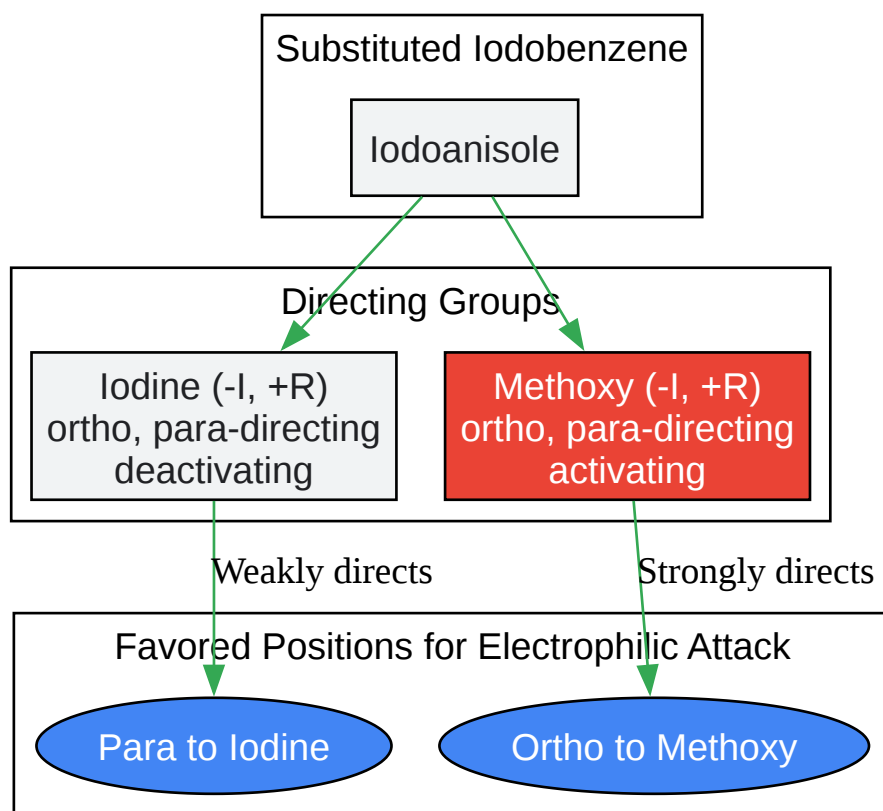 Substituted Iodobenzene
Iodoanisole
Directing Groups
Iodine (-I, +R)
ortho, para-directing
deactivating
Methoxy (-I, +R)
ortho, para-directing
activating
Weakly directs
Strongly directs
Favored Positions for Electrophilic Attack
Para to Iodine
Ortho to Methoxy